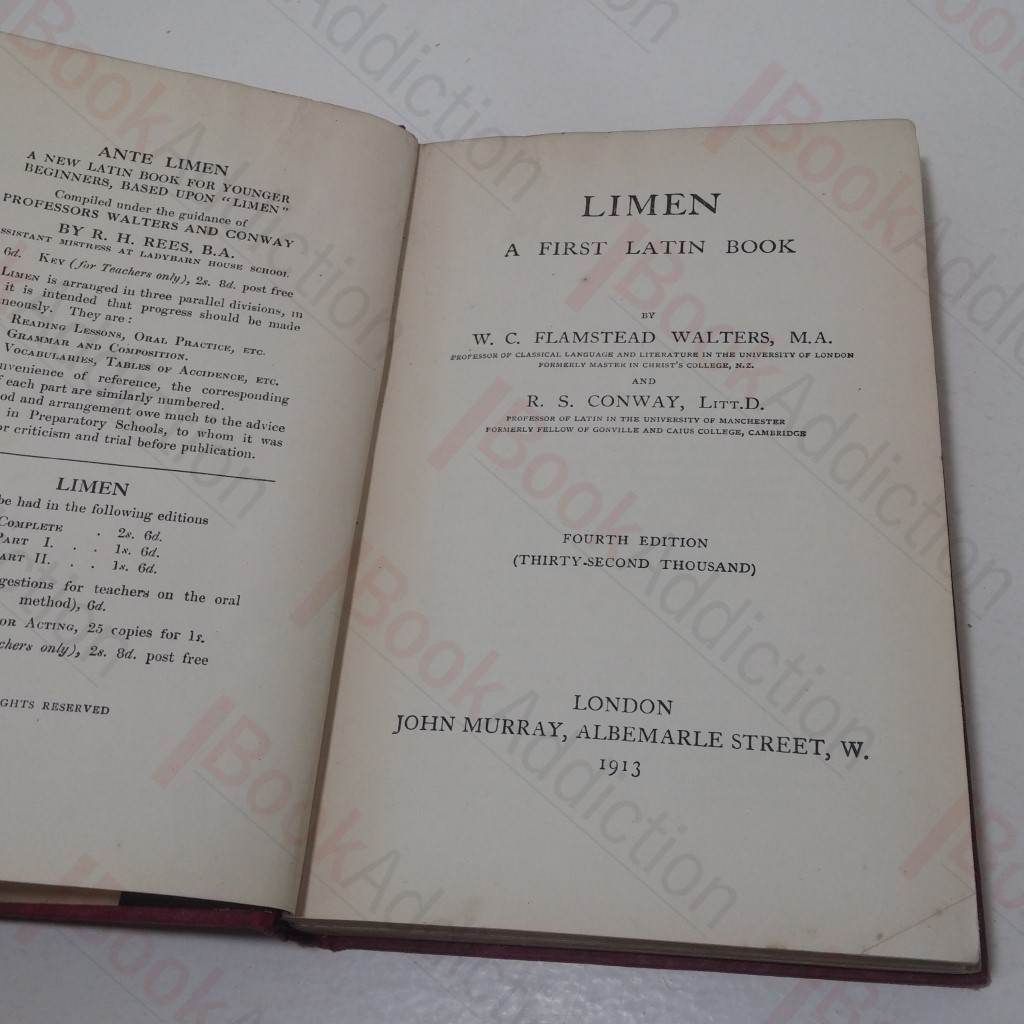 ANTE LIMEN
A NEW LATIN BOOK FOR YOUNGER
BEGINNERS, BASED UPON "LIMEN"
Compiled under the guidance of
PROFESSORS WALTERS AND CONWAY
BY R. H. REES, B.A.
SSISTANT MISTRESS AT LADYBARN HOUSE SCHOOL
6d. KEY (for Teachers only), 2s. 8d. post free
LIMEN is arranged in three parallel divisions, in
it is intended that progress should be made
neously. They are:
READING LESSONS, ORAL PRACTICE, ETC.
GRAMMAR AND COMPOSITION.
VOCABULARIES, TABLES OF ACCIDENCE, ETC.
nvenience of reference, the corresponding
f each part are similarly numbered.
od and arrangement owe much to the advice
in Preparatory Schools, to whom it was
or criticism and trial before publication.
LIMEN
be had in the following editions
COMPLETE . 2s. 6d.
PART I. . . 1s. 6d.
ART II. . . 1s. 6d.
gestions for teachers on the oral
method), 6d.
OR ACTING, 25 copies for 1s.
chers only), 2s. 8d. post free
GHTS RESERVED
LIMEN
A FIRST LATIN BOOK
BY
W. C. FLAMSTEAD WALTERS, M.A.
PROFESSOR OF CLASSICAL LANGUAGE AND LITERATURE IN THE UNIVERSITY OF LONDON
FORMERLY MASTER IN CHRIST'S COLLEGE, N.Z.
AND
R. S. CONWAY, LITT.D.
PROFESSOR OF LATIN IN THE UNIVERSITY OF MANCHESTER
FORMERLY FELLOW OF GONVILLE AND CAIUS COLLEGE, CAMBRIDGE
FOURTH EDITION
(THIRTY-SECOND THOUSAND)
LONDON
JOHN MURRAY, ALBEMARLE STREET, W.
1913
BookAddiction